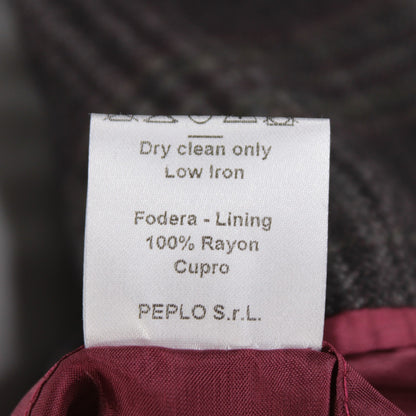 Dry clean only
Low Iron
Fodera - Lining
100% Rayon
Cupro
PEPLO S.r.L.